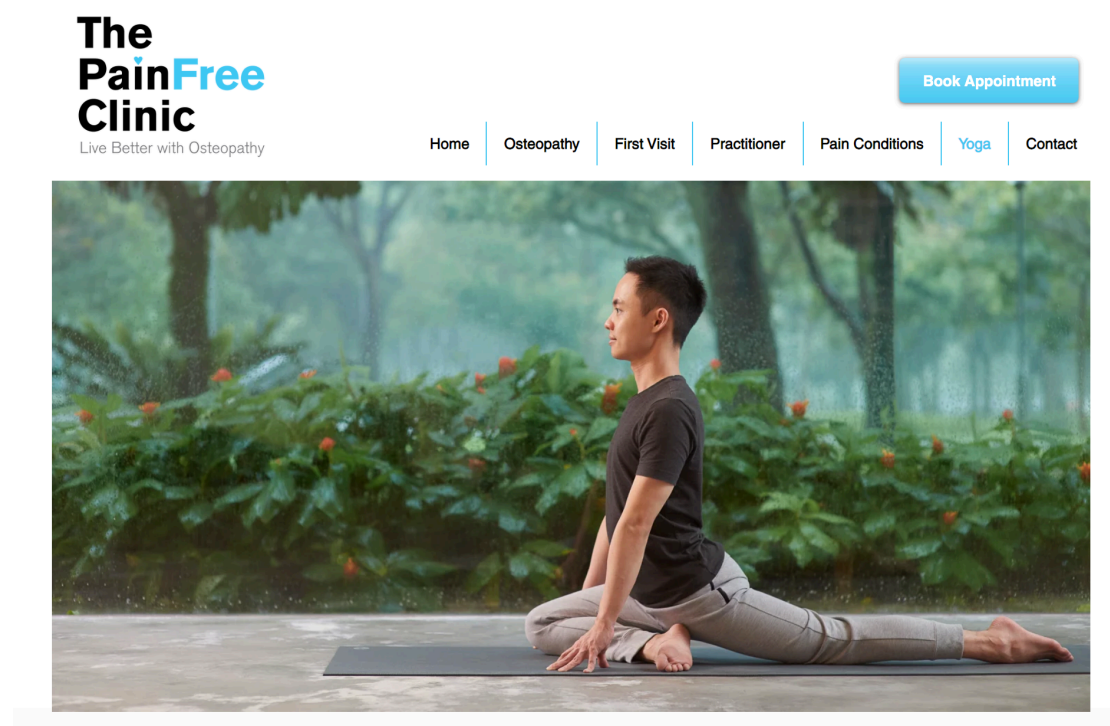 The
PainFree
Clinic
Live Better with Osteopathy
Book Appointment
Home Osteopathy First Visit Practitioner Pain Conditions Yoga Contact